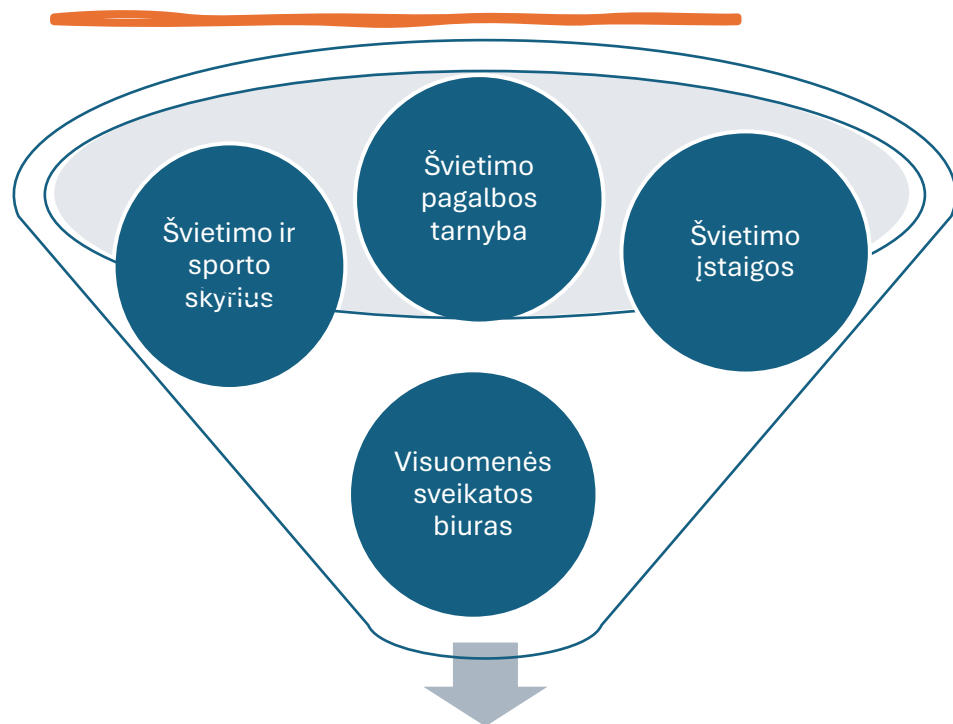 Švietimo ir
sporto
skyrius
Švietimo
pagalbos
tarnyba
Švietimo
įstaigos
Visuomenės
sveikatos
biuras